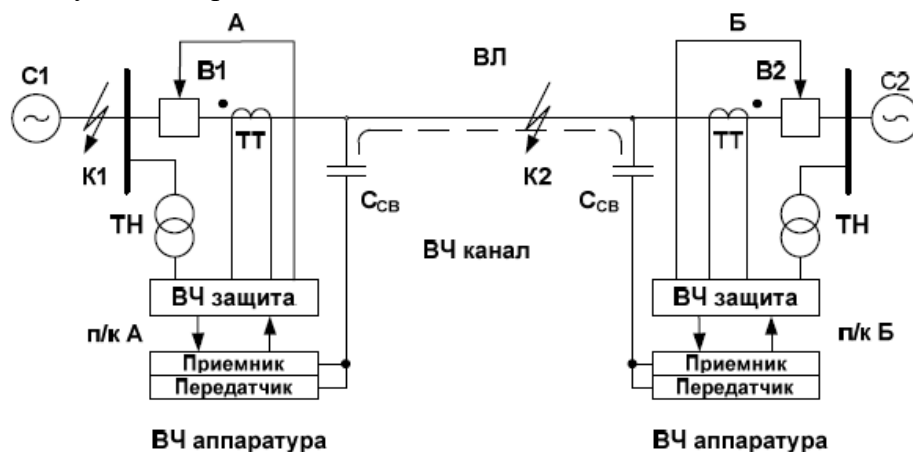 А
Б
С1
В1
ВЛ
В2
С2
ТТ
ТТ
К1
К2
ТН
Ссв
Ссв
ТН
ВЧ канал
ВЧ защита
ВЧ защита
п/к А
п/к Б
Приемник
Приемник
Передатчик
Передатчик
ВЧ аппаратура
ВЧ аппаратура